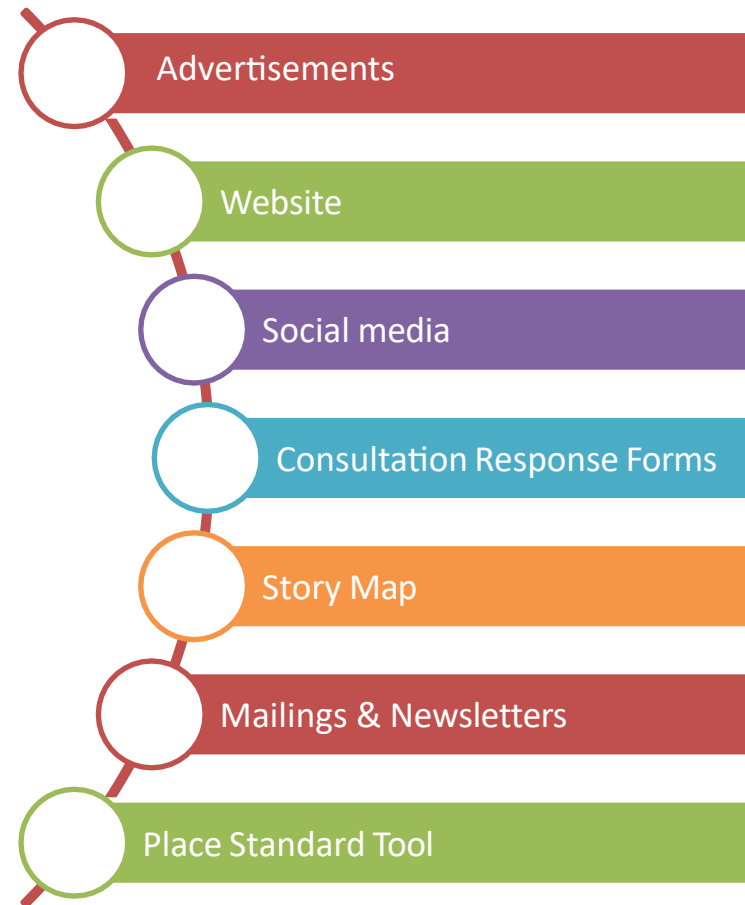 Advertisements
Website
Social media
Consultation Response Forms
Story Map
Mailings & Newsletters
Place Standard Tool